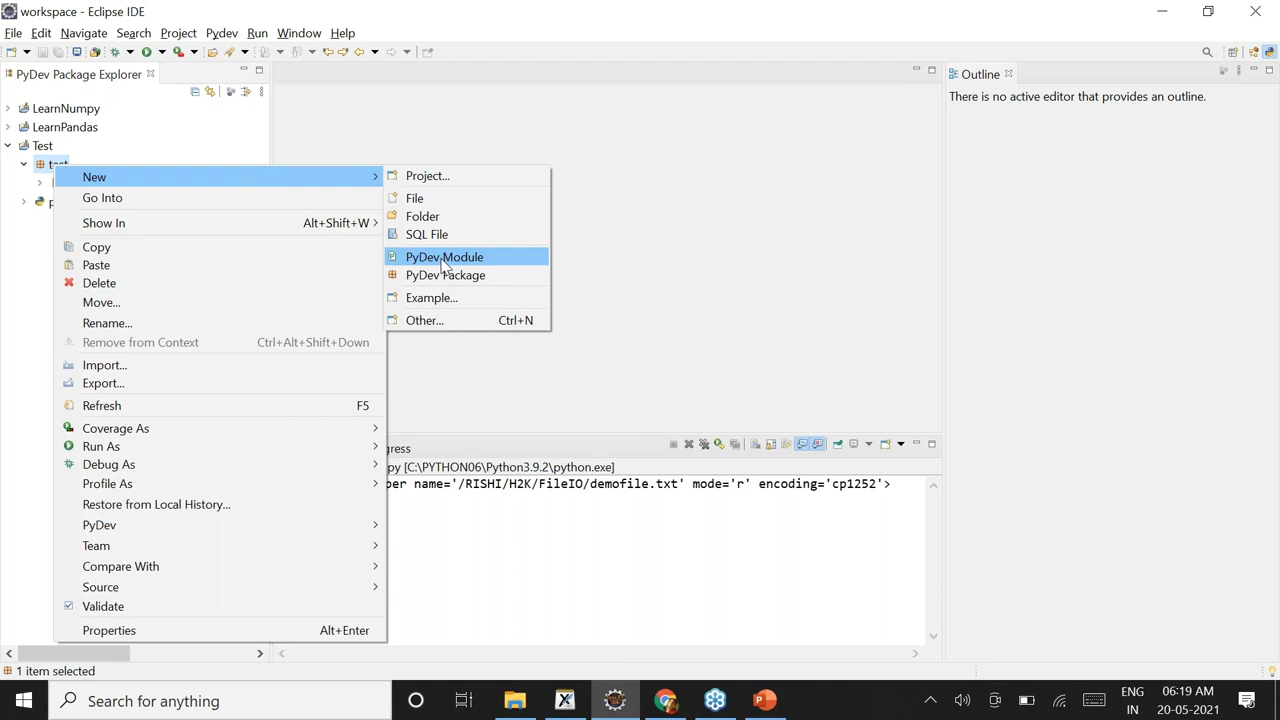 workspace - Eclipse IDE
File Edit Navigate Search Project Pydev Run Window Help
PyDev Package Explorer
Outline
There is no active editor that provides an outline.
LearnNumpy
LearnPandas
Test
test
New
Go Into
Show In Alt+Shift+W
Copy
Paste
Delete
Move...
Rename...
Remove from Context Ctrl+Alt+Shift+Down
Import...
Export...
Refresh F5
Coverage As
Run As
Debug As
Profile As
Restore from Local History...
PyDev
Team
Compare With
Source
Validate
Properties Alt+Enter
Project...
File
Folder
SQL File
PyDev Module
PyDev Package
Example...
Other... Ctrl+N
gress
py [C:\PYTHON06\Python3.9.2\python.exe]
per name='/RISHI/H2K/FileIO/demofile.txt' mode='r' encoding='cp1252'>
1 item selected
Search for anything
ENG
IN
06:19 AM
20-05-2021